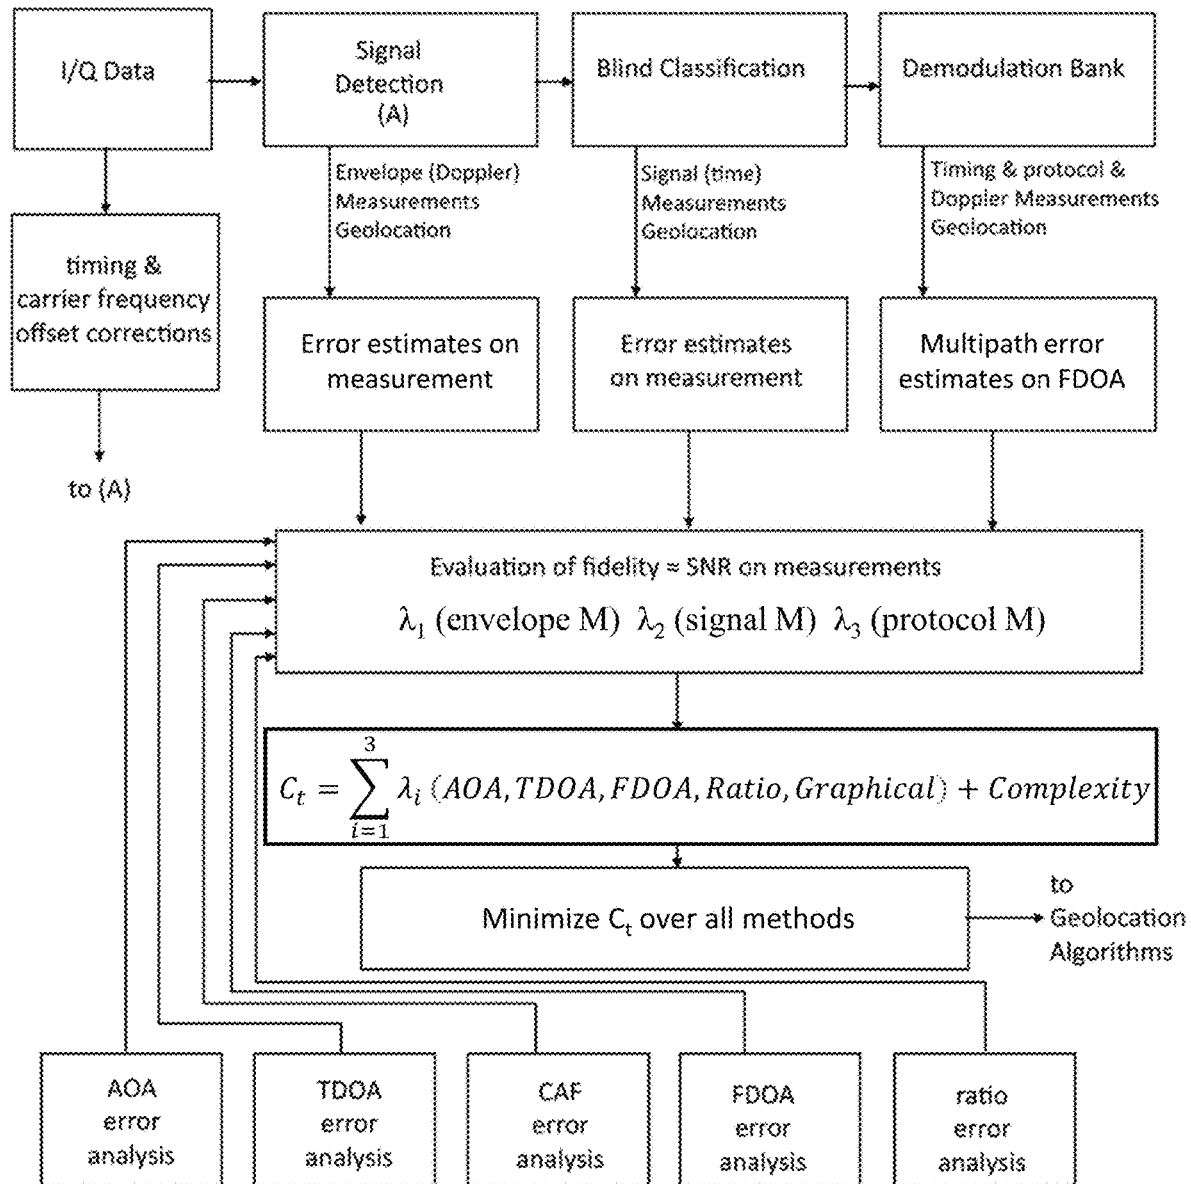 I/Q Data
Signal
Detection
(A)
Blind Classification
Demodulation Bank
Envelope (Doppler)
Measurements
Geolocation
Signal (time)
Measurements
Geolocation
Timing & protocol &
Doppler Measurements
Geolocation
timing &
carrier frequency
offset corrections
to (A)
Error estimates on
measurement
Error estimates
on measurement
Multipath error
estimates on FDOA
Evaluation of fidelity = SNR on measurements
λ₁ (envelope M) λ₂ (signal M) λ₃ (protocol M)
C_t = ∑_{i=1}^{3} λ_i (AOA, TDOA, FDOA, Ratio, Graphical) + Complexity
Minimize C_t over all methods
to
Geolocation
Algorithms
AOA
error
analysis
TDOA
error
analysis
CAF
error
analysis
FDOA
error
analysis
ratio
error
analysis